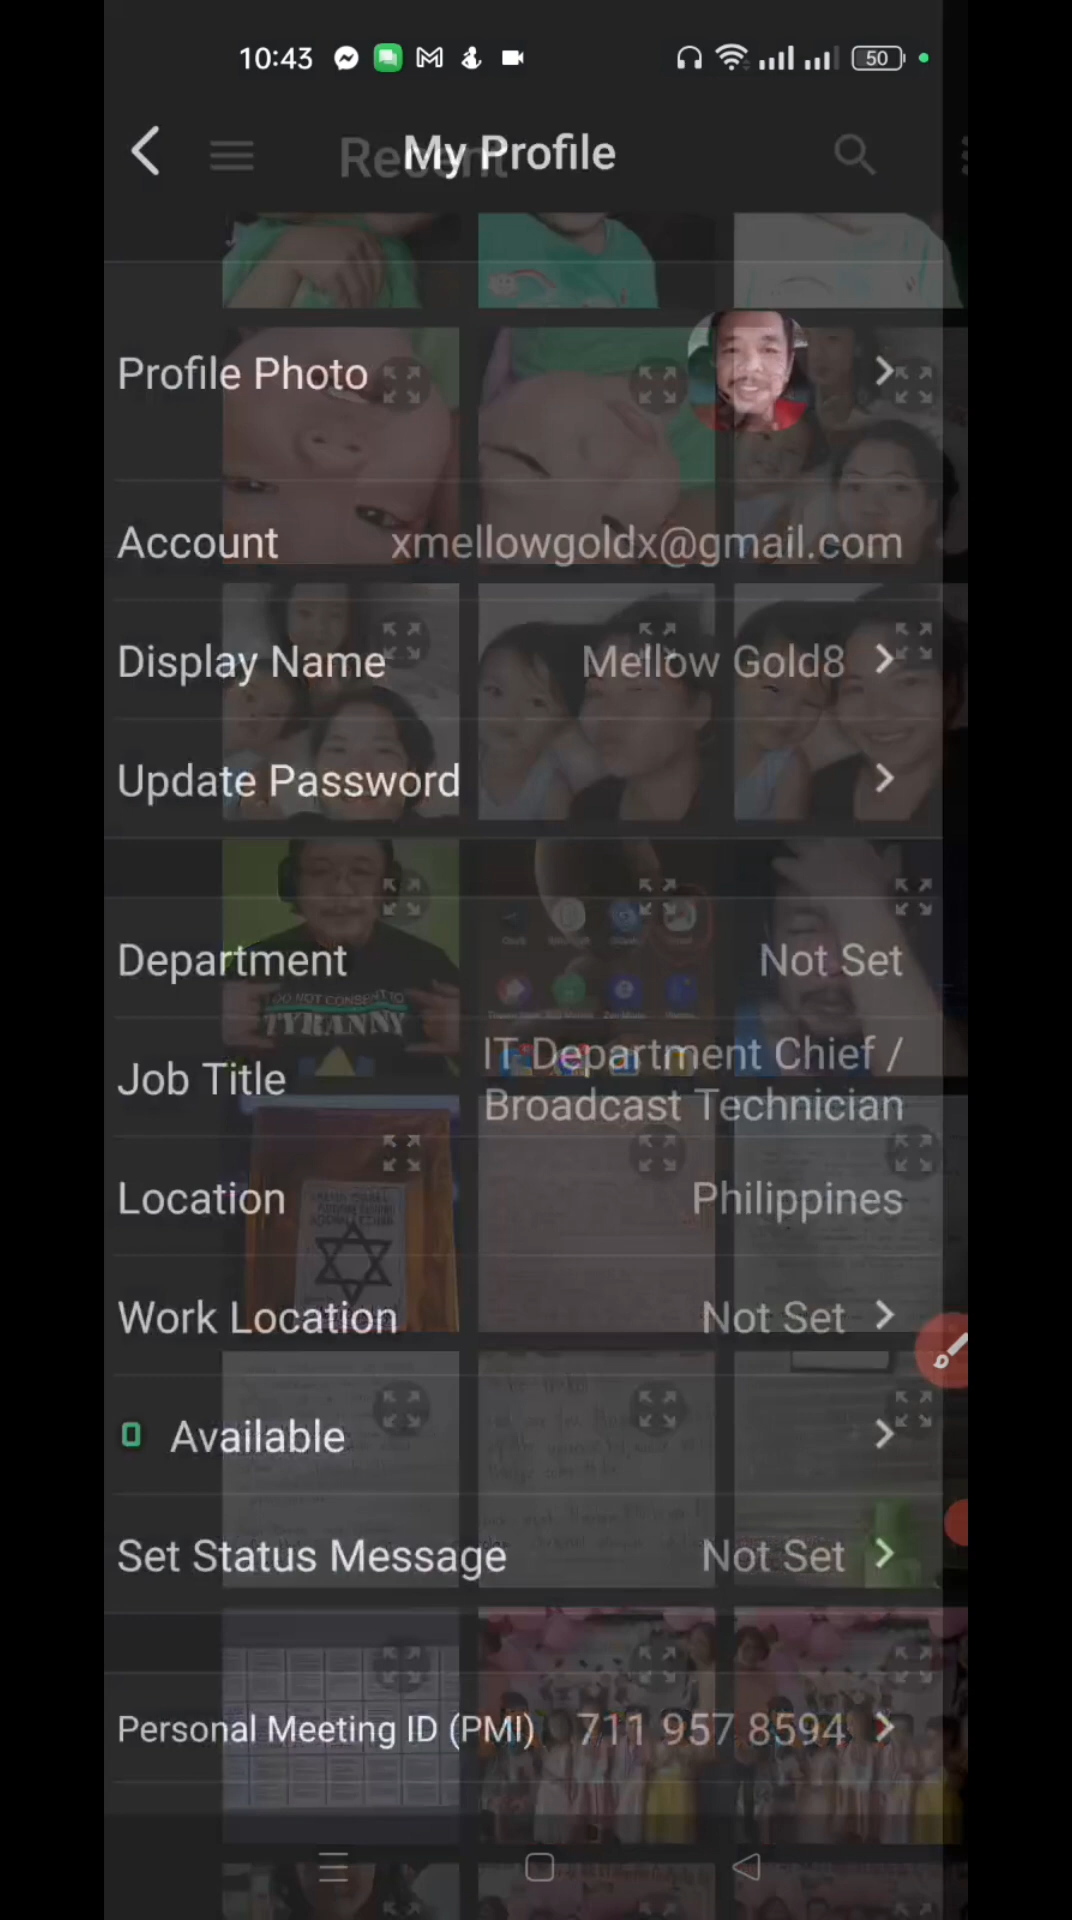 10:43
50
Recent
My Profile
Profile Photo
Account xmellowgoldx@gmail.com
Display Name Mellow Gold8
Update Password
Department Not Set
I DO NOT CONSENT TO
TYRANNY
Job Title IT Department Chief /
Broadcast Technician
Location Philippines
Work Location Not Set
Available
Set Status Message Not Set
Personal Meeting ID (PMI) 711 957 8594